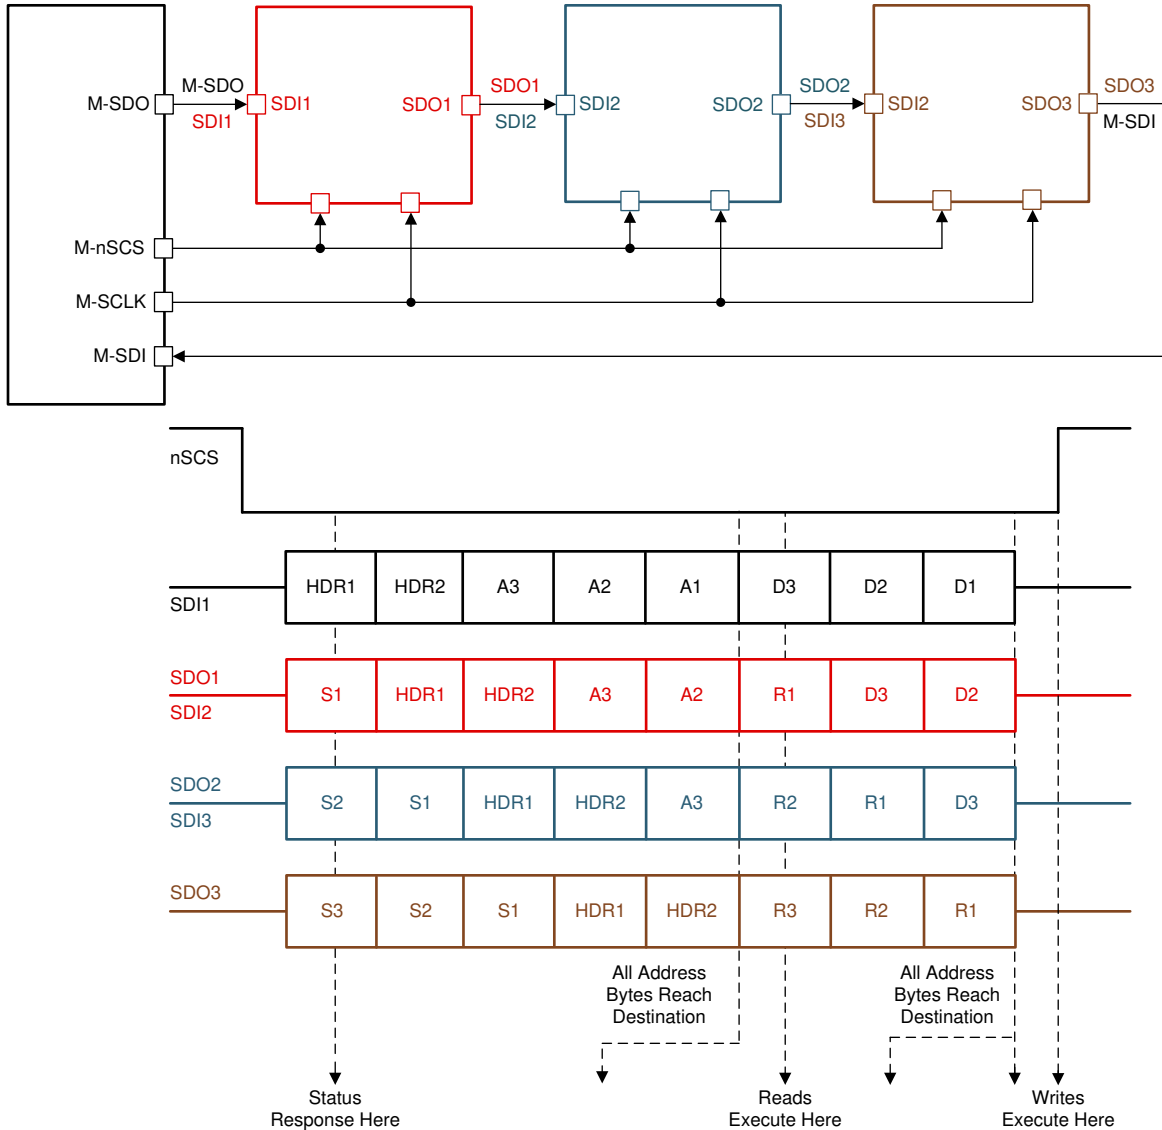 M-SDO
M-SDO
SDI1
SDI1
SDO1
SDO1
SDI2
SDI2
SDO2
SDO2
SDI3
SDI2
SDO3
SDO3
M-SDI
M-nSCS
M-SCLK
M-SDI
nSCS
SDI1
HDR1 HDR2 A3 A2 A1 D3 D2 D1
SDO1
SDI2
S1 HDR1 HDR2 A3 A2 R1 D3 D2
SDO2
SDI3
S2 S1 HDR1 HDR2 A3 R2 R1 D3
SDO3
S3 S2 S1 HDR1 HDR2 R3 R2 R1
All Address
Bytes Reach
Destination
All Address
Bytes Reach
Destination
Status
Response Here
Reads
Execute Here
Writes
Execute Here